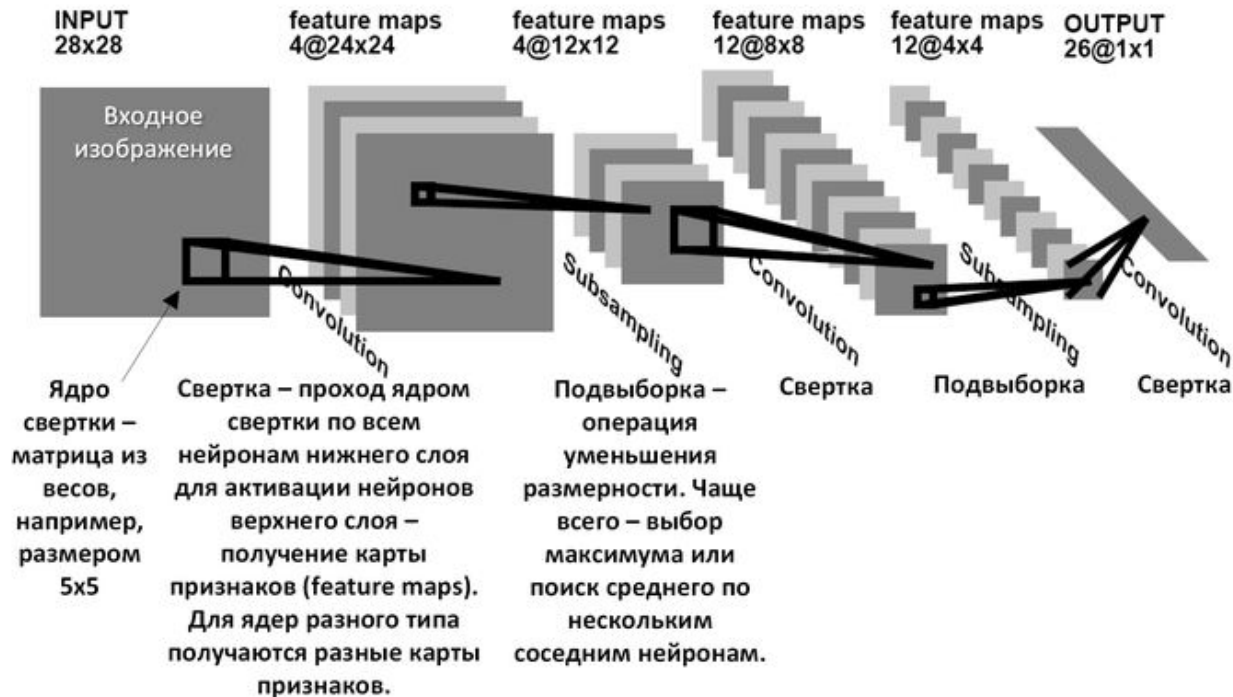 INPUT
28x28
feature maps
4@24x24
feature maps
4@12x12
feature maps
12@8x8
feature maps
12@4x4
OUTPUT
26@1x1
Входное
изображение
Convolution
Subsampling
Convolution
Subsampling
Convolution
Ядро
свертки –
матрица из
весов,
например,
размером
5x5
Свертка – проход ядром
свертки по всем
нейронам нижнего слоя
для активации нейронов
верхнего слоя –
получение карты
признаков (feature maps).
Для ядер разного типа
получаются разные карты
признаков.
Подвыборка –
операция
уменьшения
размерности. Чаще
всего – выбор
максимума или
поиск среднего по
нескольким
соседним нейронам.
Свертка
Подвыборка
Свертка